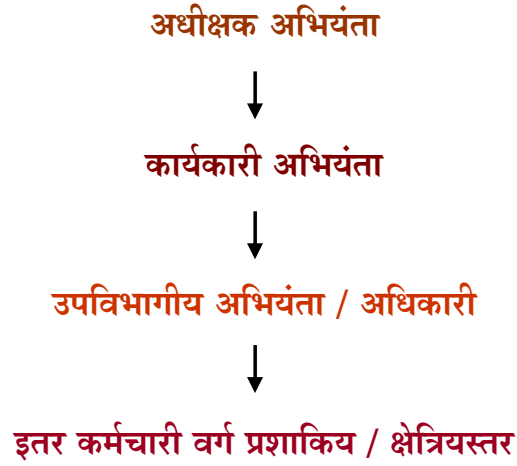 अधीक्षक अभियंता
कार्यकारी अभियंता
उपविभागीय अभियंता / अधिकारी
इतर कर्मचारी वर्ग प्रशाकिय / क्षेत्रियस्तर